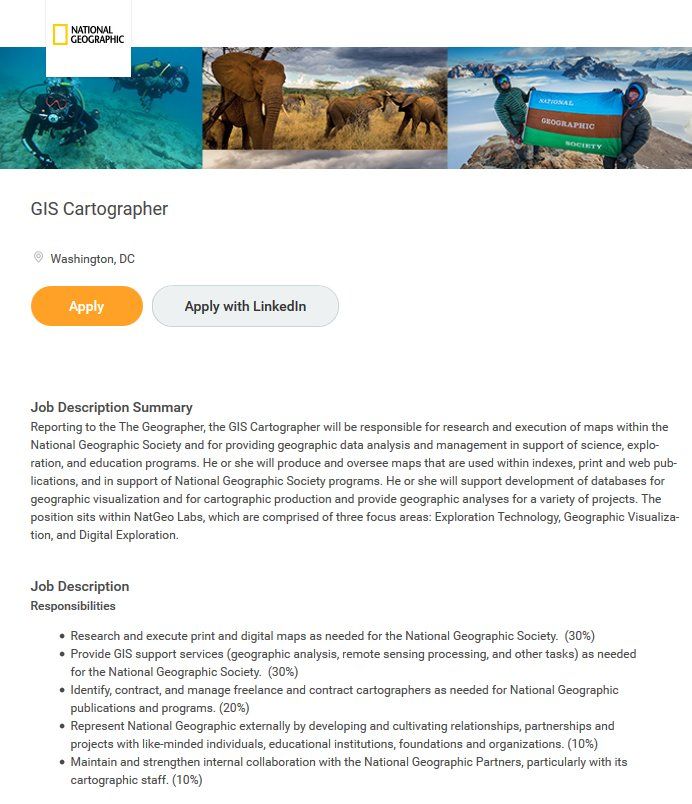 NATIONAL
GEOGRAPHIC
NATIONAL
GEOGRAPHIC
SOCIETY
GIS Cartographer
Washington, DC
Apply
Apply with LinkedIn
Job Description Summary
Reporting to the The Geographer, the GIS Cartographer will be responsible for research and execution of maps within the
National Geographic Society and for providing geographic data analysis and management in support of science, explo-
ration, and education programs. He or she will produce and oversee maps that are used within indexes, print and web pub-
lications, and in support of National Geographic Society programs. He or she will support development of databases for
geographic visualization and for cartographic production and provide geographic analyses for a variety of projects. The
position sits within NatGeo Labs, which are comprised of three focus areas: Exploration Technology, Geographic Visualiza-
tion, and Digital Exploration.
Job Description
Responsibilities
• Research and execute print and digital maps as needed for the National Geographic Society. (30%)
• Provide GIS support services (geographic analysis, remote sensing processing, and other tasks) as needed
for the National Geographic Society. (30%)
• Identify, contract, and manage freelance and contract cartographers as needed for National Geographic
publications and programs. (20%)
• Represent National Geographic externally by developing and cultivating relationships, partnerships and
projects with like-minded individuals, educational institutions, foundations and organizations. (10%)
• Maintain and strengthen internal collaboration with the National Geographic Partners, particularly with its
cartographic staff. (10%)